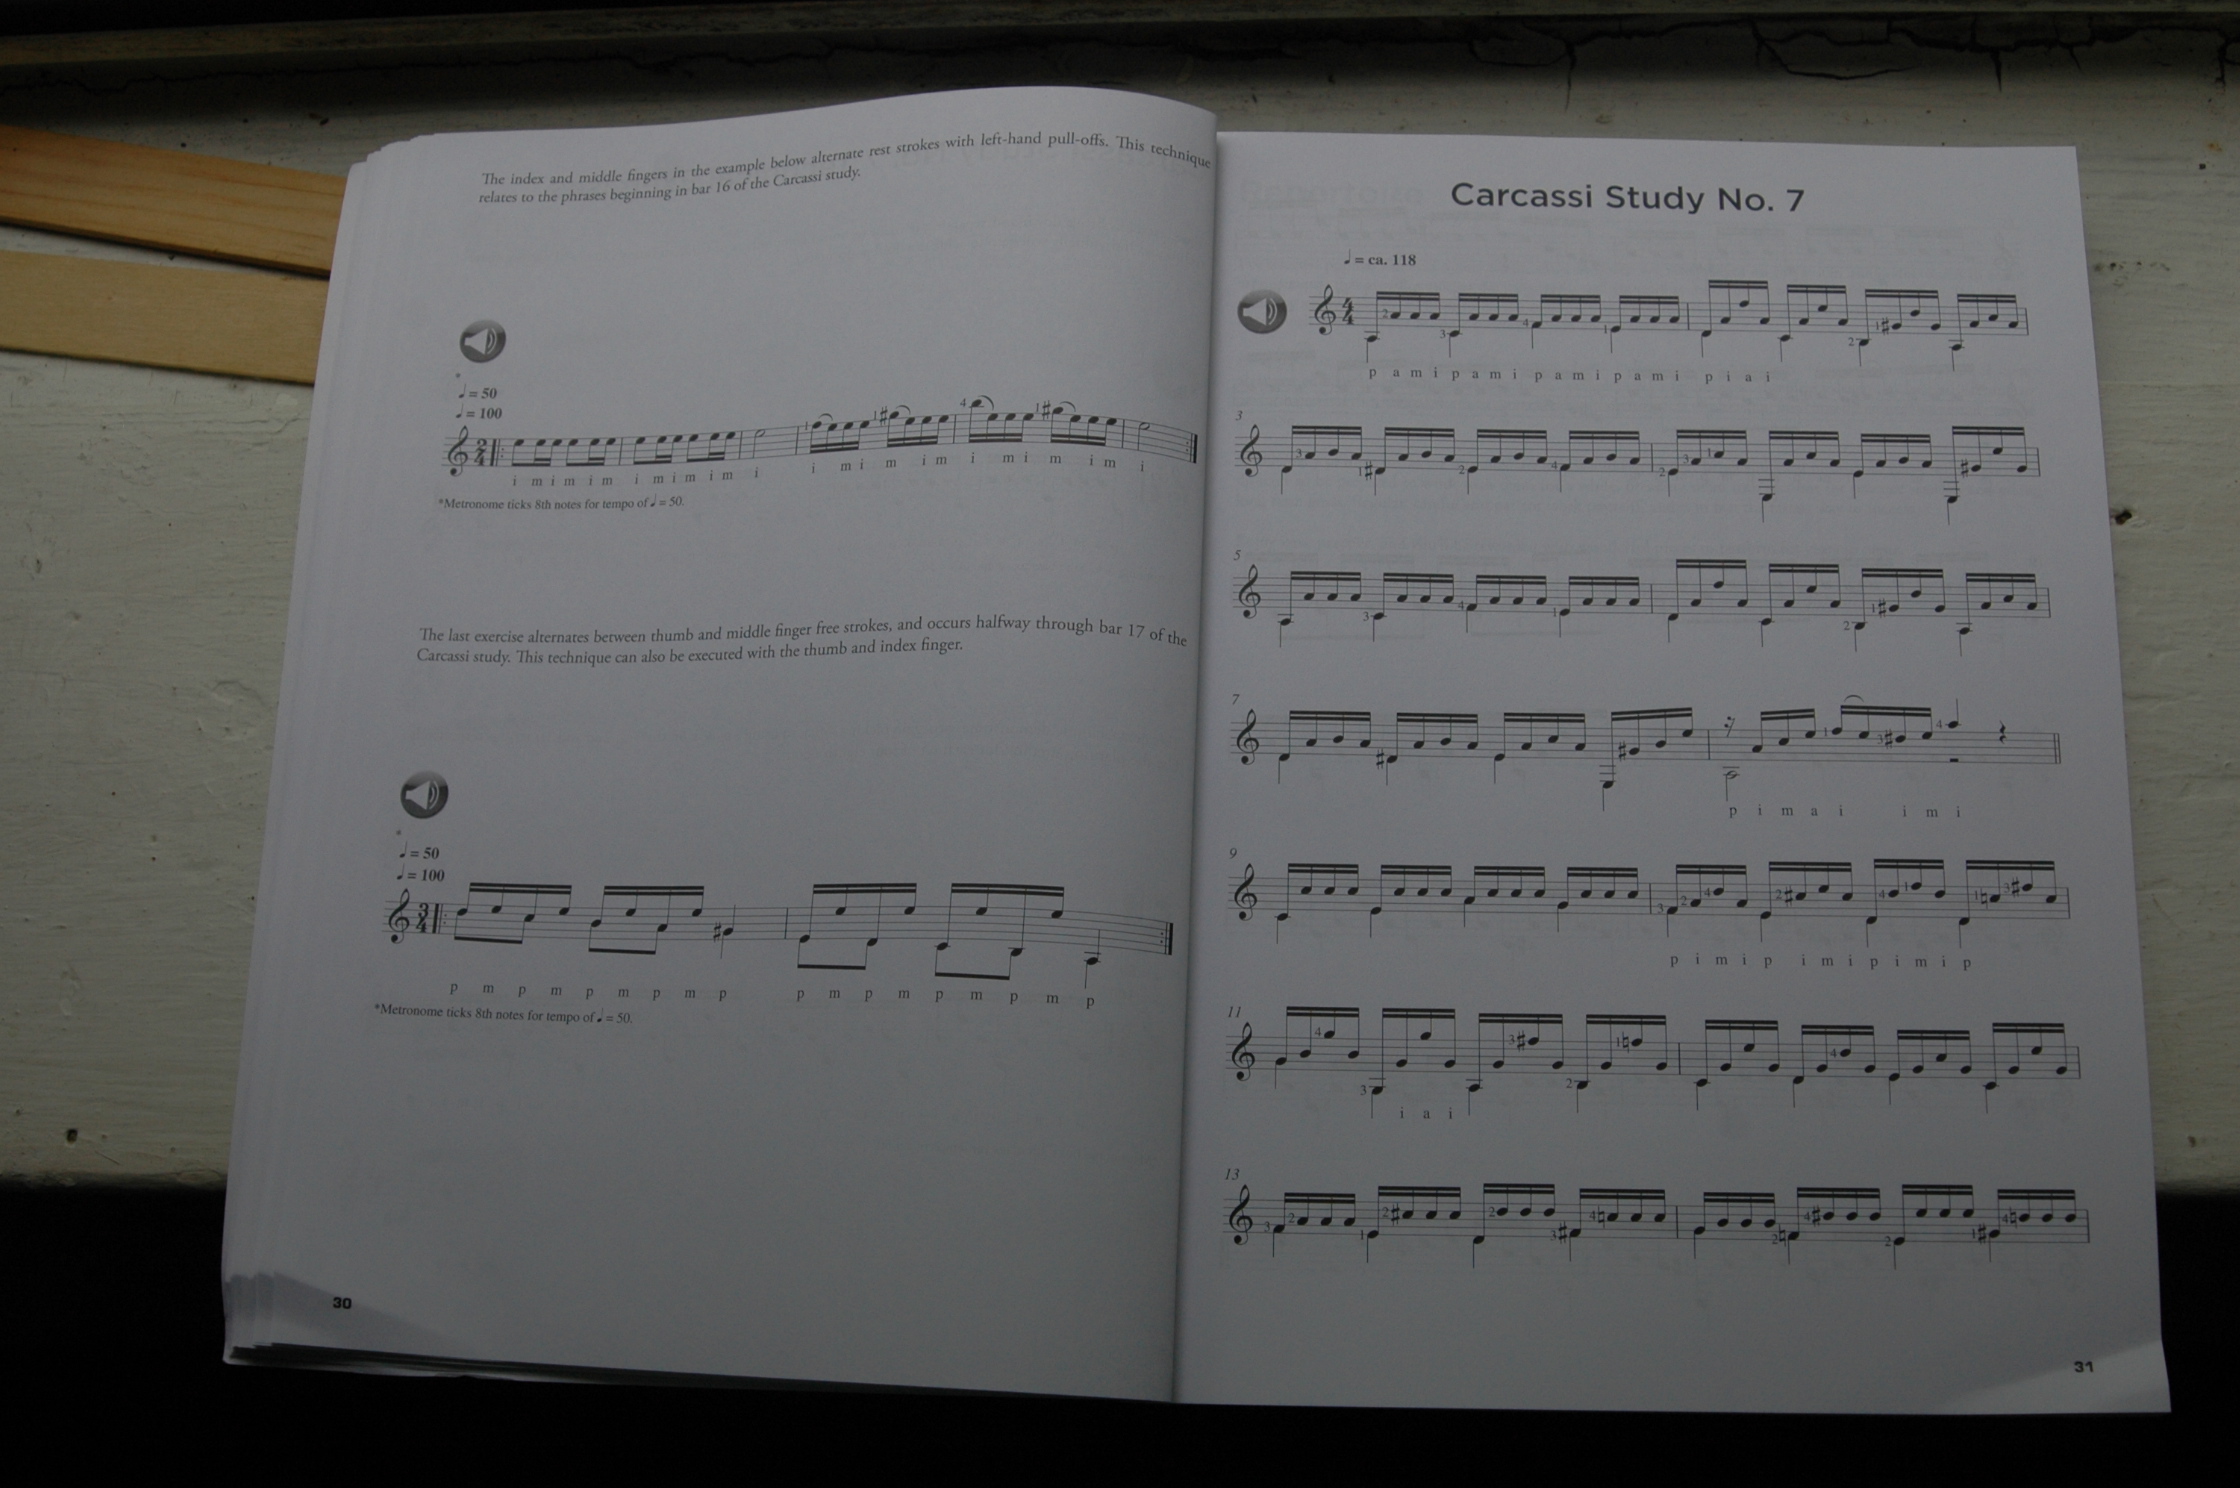 The index and middle fingers in the example below alternate rest strokes with left-hand pull-offs. This technique
relates to the phrases beginning in bar 16 of the Carcassi study.
*
♩ = 50
♩ = 100
2
4
i m i m i m i m i m i m i i m i m i m i m i m i m i
*Metronome ticks 8th notes for tempo of ♩ = 50.
The last exercise alternates between thumb and middle finger free strokes, and occurs halfway through bar 17 of the
Carcassi study. This technique can also be executed with the thumb and index finger.
*
♩ = 50
♩ = 100
3
4
p m p m p m p m p p m p m p m p m p
*Metronome ticks 8th notes for tempo of ♩ = 50.
30
Carcassi Study No. 7
♩ = ca. 118
4
4
p a m i p a m i p a m i p a m i p i a i
3
5
7
p i m a i i m i
9
p i m i p i m i p i m i p
11
i a i
13
31